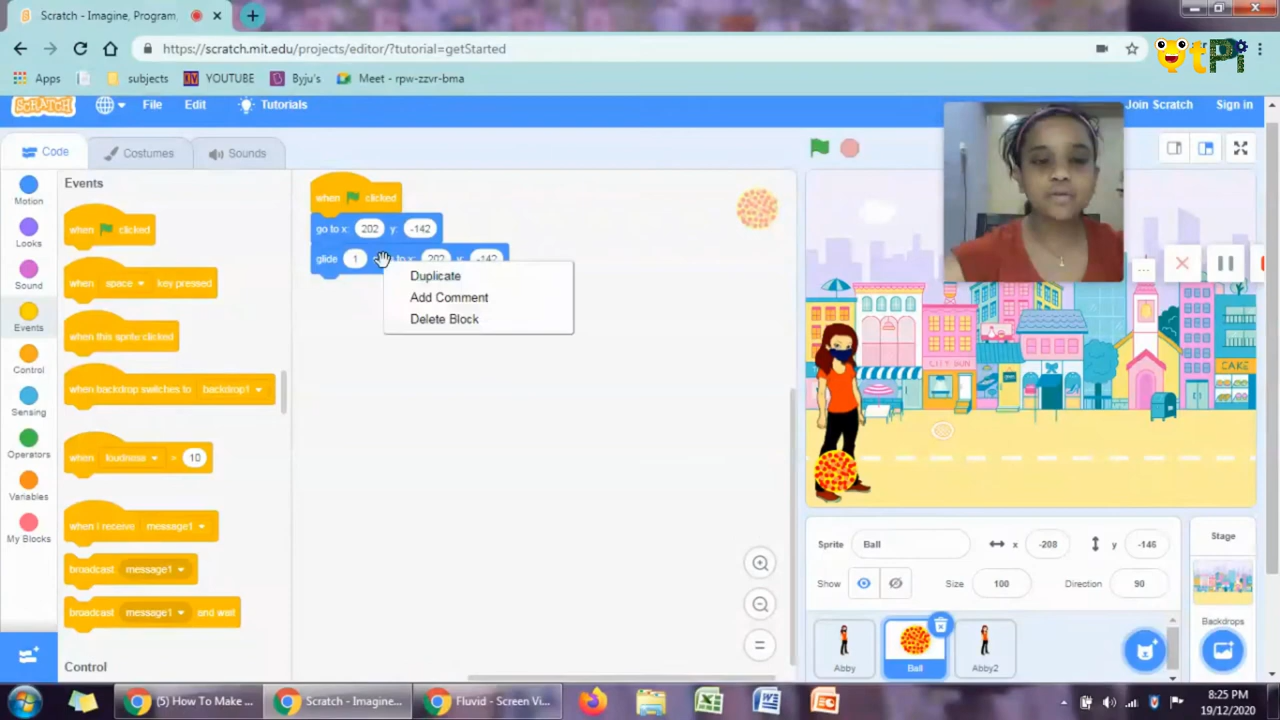 Scratch - Imagine, Program,
https://scratch.mit.edu/projects/editor/?tutorial=getStarted
Apps subjects YOUTUBE Byju's Meet - rpw-zzvr-bma
SCRATCH File Edit Tutorials Join Scratch Sign in
Code Costumes Sounds
Motion
Looks
Sound
Events
Control
Sensing
Operators
Variables
My Blocks
Events
when clicked
when space key pressed
when this sprite clicked
when backdrop switches to backdrop1
when loudness > 10
when I receive message1
broadcast message1
broadcast message1 and wait
Control
when clicked
go to x: 202 y: -142
glide 1 to x: 202 y: -142
Duplicate
Add Comment
Delete Block
CITY BUN
CAKE
Sprite Ball x -208 y -146
Show Size 100 Direction 90
Abby Ball Abby2
Stage
Backdrops
(5) How To Make ...
Scratch - Imagine...
Fluvid - Screen Vi...
8:25 PM
19/12/2020